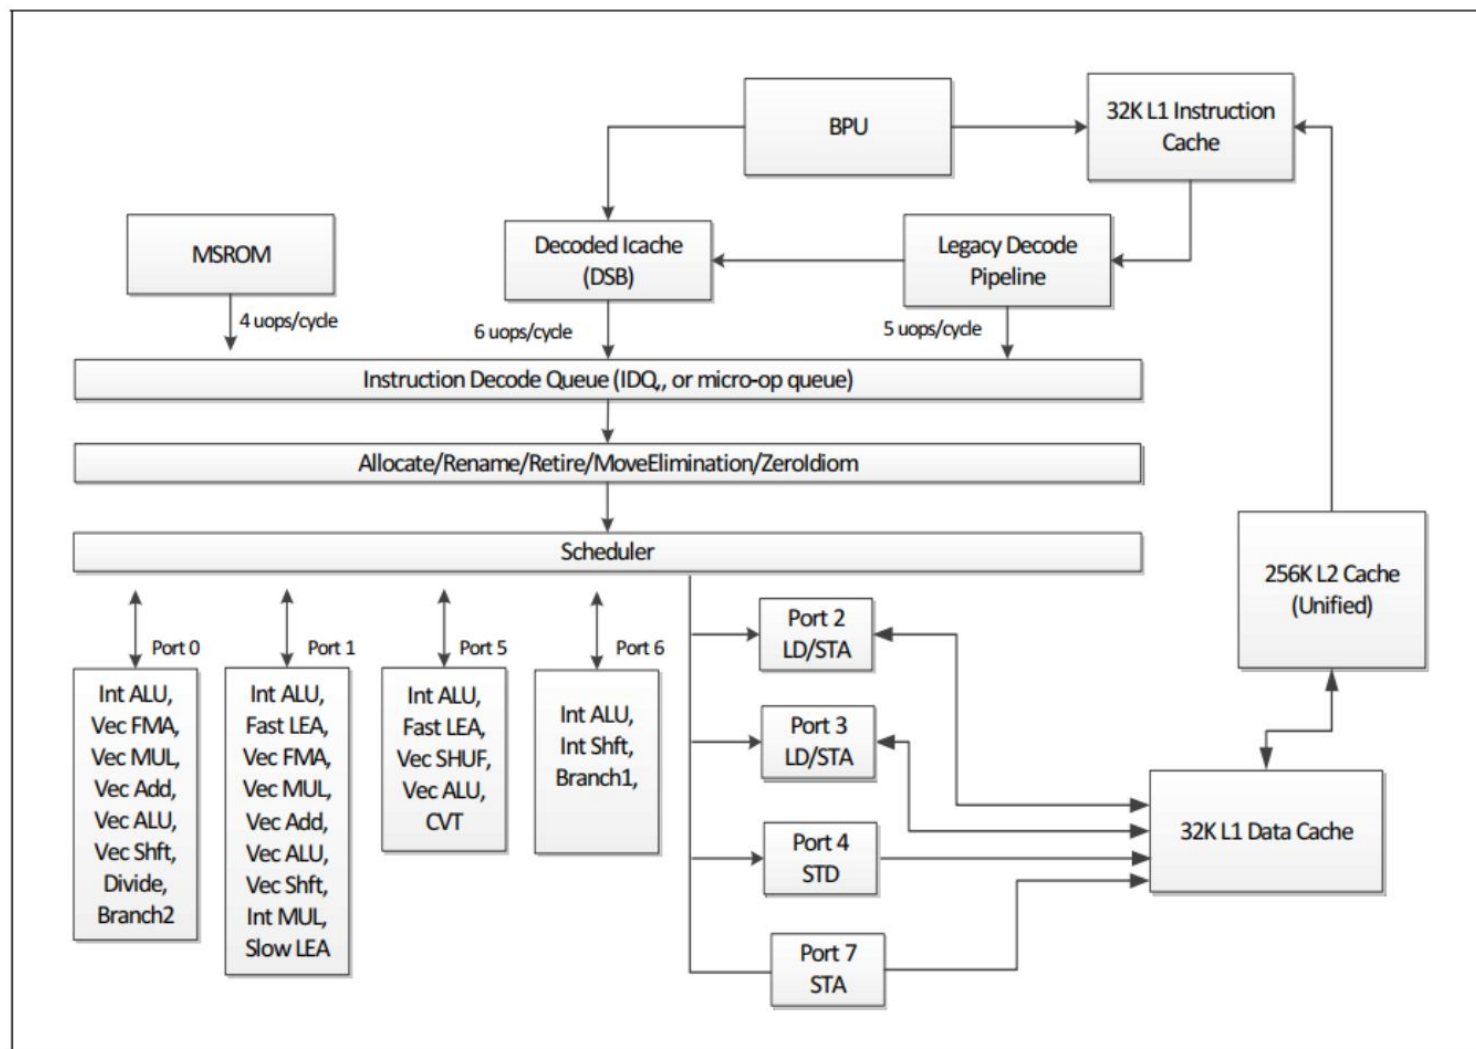 BPU
32K L1 Instruction
Cache
MSROM
Decoded Icache
(DSB)
Legacy Decode
Pipeline
4 uops/cycle
6 uops/cycle
5 uops/cycle
Instruction Decode Queue (IDQ,, or micro-op queue)
Allocate/Rename/Retire/MoveElimination/ZeroIdiom
Scheduler
256K L2 Cache
(Unified)
Port 0
Int ALU,
Vec FMA,
Vec MUL,
Vec Add,
Vec ALU,
Vec Shft,
Divide,
Branch2
Port 1
Int ALU,
Fast LEA,
Vec FMA,
Vec MUL,
Vec Add,
Vec ALU,
Vec Shft,
Int MUL,
Slow LEA
Port 5
Int ALU,
Fast LEA,
Vec SHUF,
Vec ALU,
CVT
Port 6
Int ALU,
Int Shft,
Branch1,
Port 2
LD/STA
Port 3
LD/STA
Port 4
STD
Port 7
STA
32K L1 Data Cache